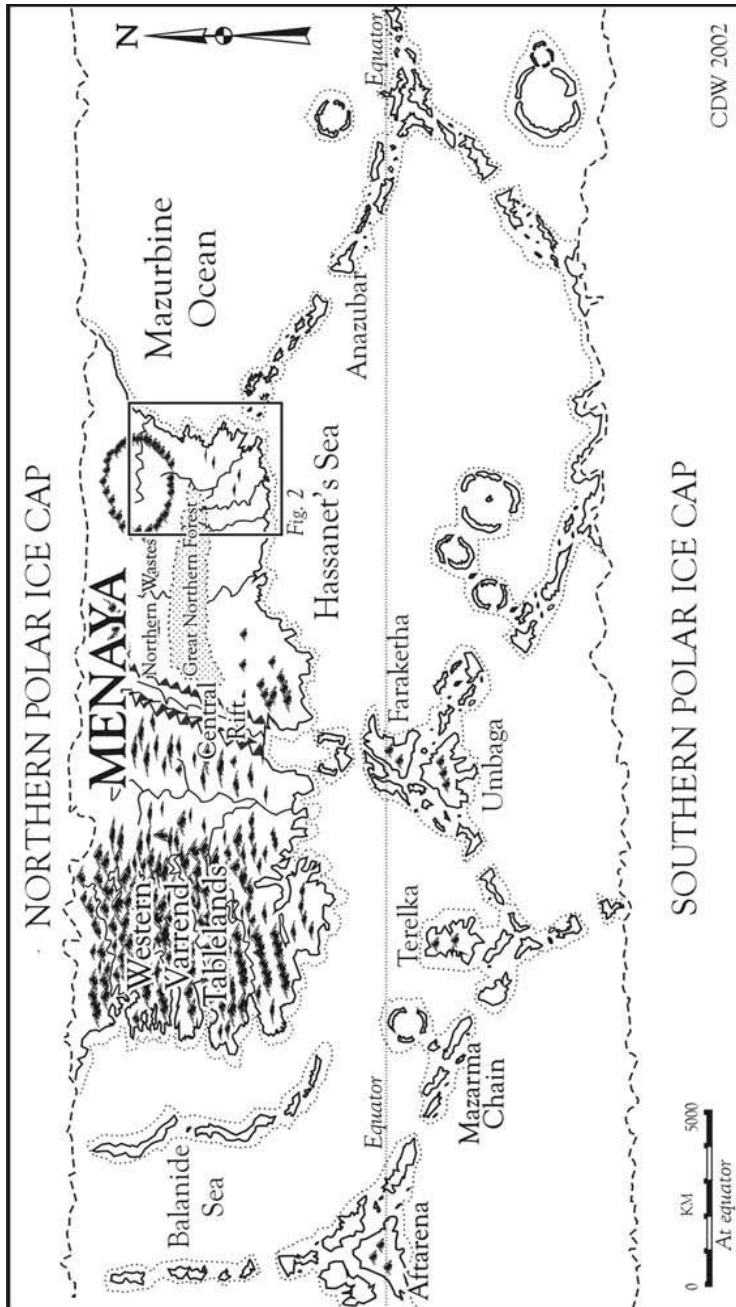 NORTHERN POLAR ICE CAP
N
MENAYA
Mazurbine
Ocean
Western
Varrend
Tablelands
Northern Wastes
Great Northern Forest
Central
Rift
Fig. 2
Balanide
Sea
Hassanet's Sea
Anazubar
Equator
Equator
Aftarena
Mazarma
Chain
Terelka
Faraketha
Umbaga
SOUTHERN POLAR ICE CAP
0 KM 5000
At equator
CDW 2002